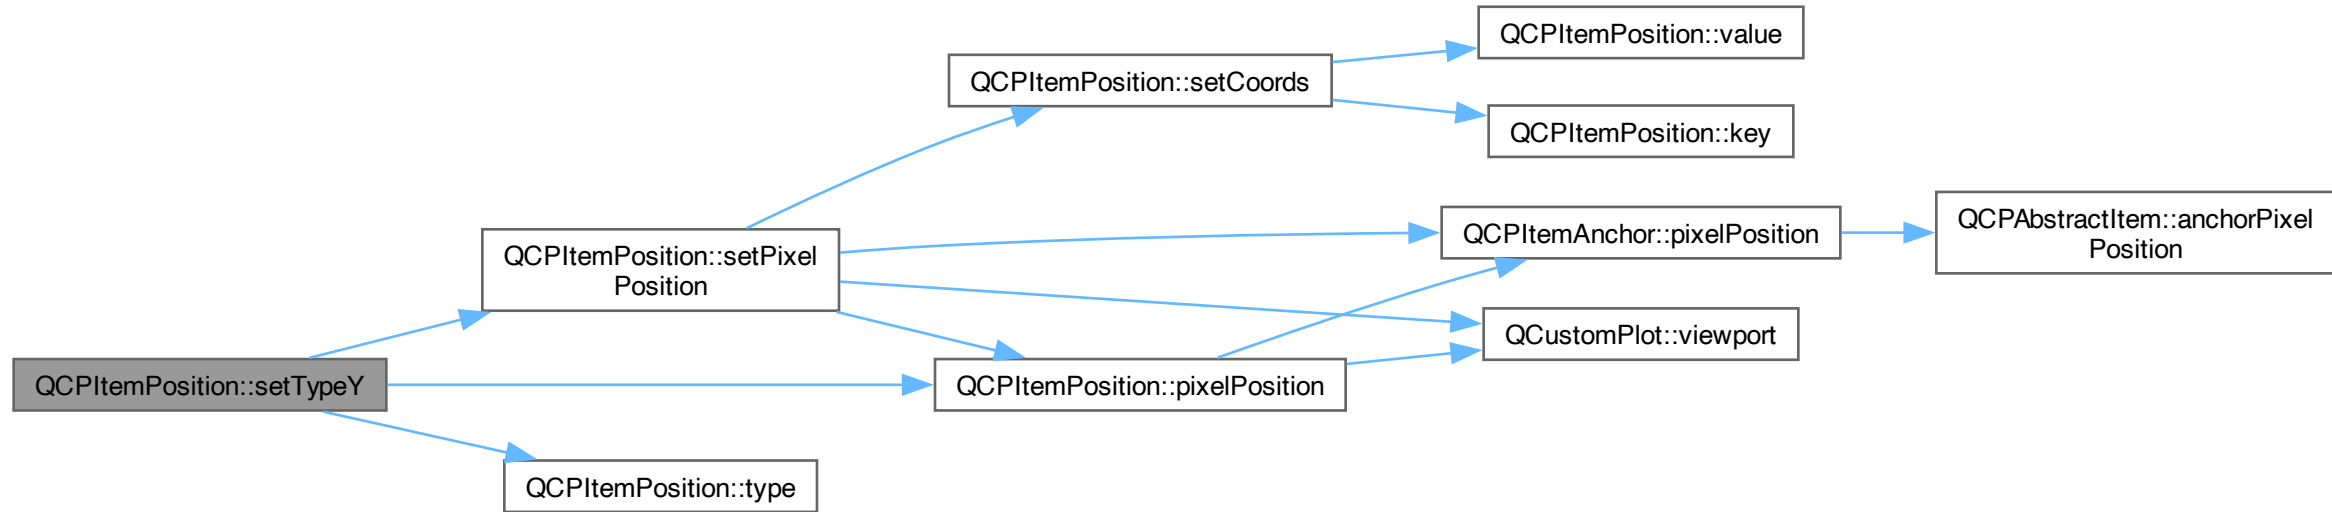 QCPItemPosition::setTypeY
QCPItemPosition::setPixel
Position
QCPItemPosition::setCoords
QCPItemPosition::value
QCPItemPosition::key
QCPItemAnchor::pixelPosition
QCPAbstractItem::anchorPixel
Position
QCustomPlot::viewport
QCPItemPosition::pixelPosition
QCPItemPosition::type